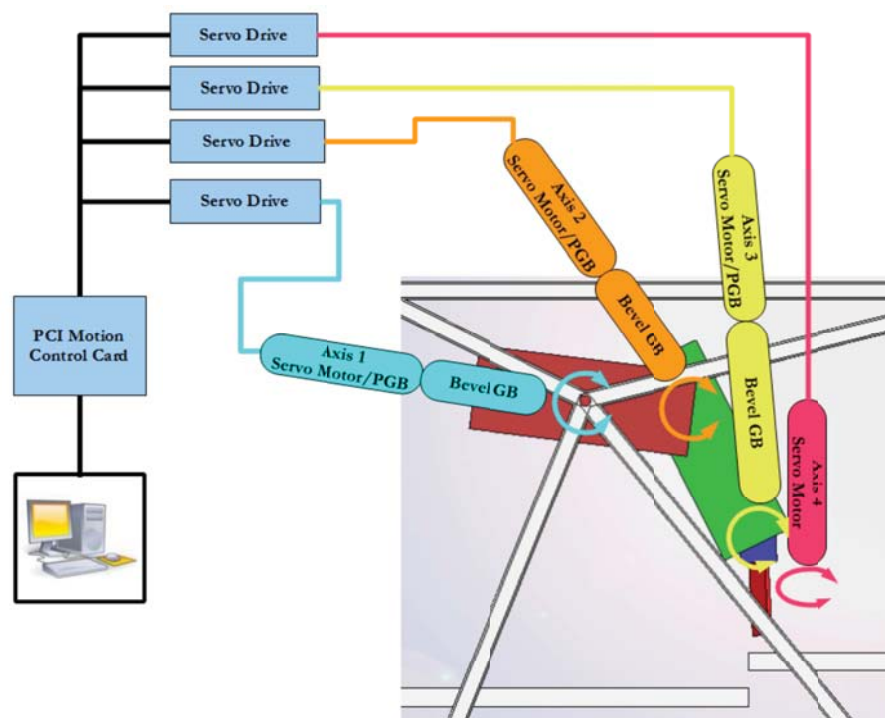 Servo Drive
Servo Drive
Servo Drive
Servo Drive
PCI Motion
Control Card
Axis 1
Servo Motor/PGB
Bevel GB
Axis 2
Servo Motor/PGB
Bevel GB
Axis 3
Servo Motor/PGB
Bevel GB
Axis 4
Servo Motor